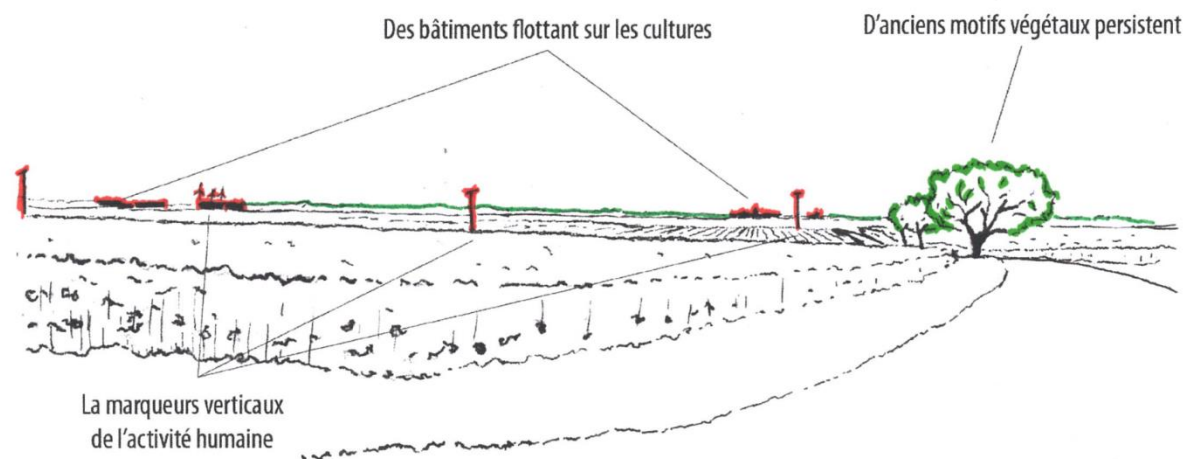 Des bâtiments flottant sur les cultures
D'anciens motifs végétaux persistent
La marqueurs verticaux
de l'activité humaine